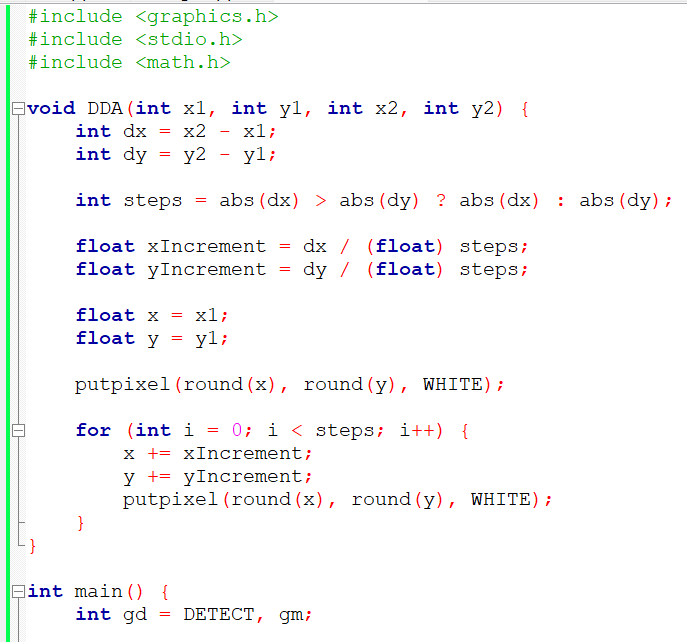 #include <graphics.h>
#include <stdio.h>
#include <math.h>
void DDA(int x1, int y1, int x2, int y2) {
    int dx = x2 - x1;
    int dy = y2 - y1;
    int steps = abs(dx) > abs(dy) ? abs(dx) : abs(dy);
    float xIncrement = dx / (float) steps;
    float yIncrement = dy / (float) steps;
    float x = x1;
    float y = y1;
    putpixel(round(x), round(y), WHITE);
    for (int i = 0; i < steps; i++) {
        x += xIncrement;
        y += yIncrement;
        putpixel(round(x), round(y), WHITE);
    }
}
int main() {
    int gd = DETECT, gm;